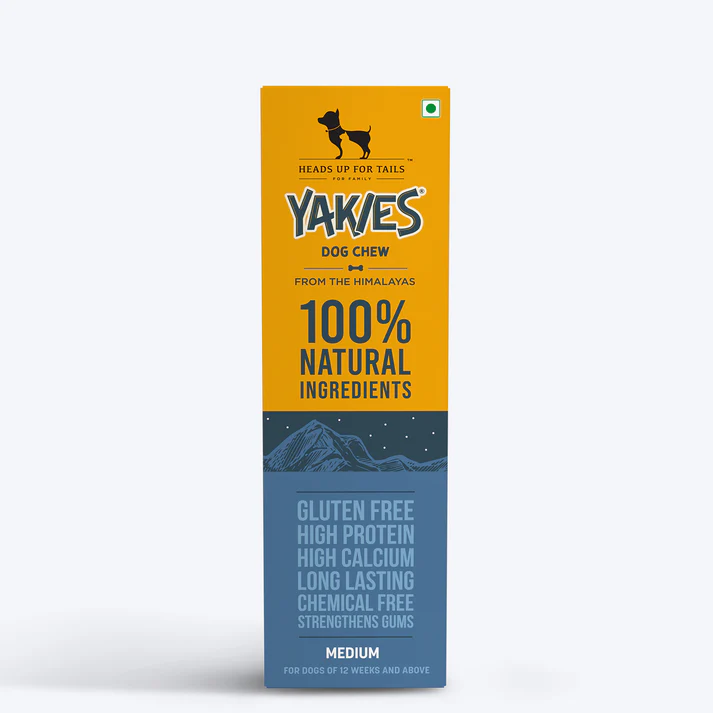 ™
HEADS UP FOR TAILS
FOR FAMILY
YAKIES®
DOG CHEW
FROM THE HIMALAYAS
100%
NATURAL
INGREDIENTS
GLUTEN FREE
HIGH PROTEIN
HIGH CALCIUM
LONG LASTING
CHEMICAL FREE
STRENGTHENS GUMS
MEDIUM
FOR DOGS OF 12 WEEKS AND ABOVE